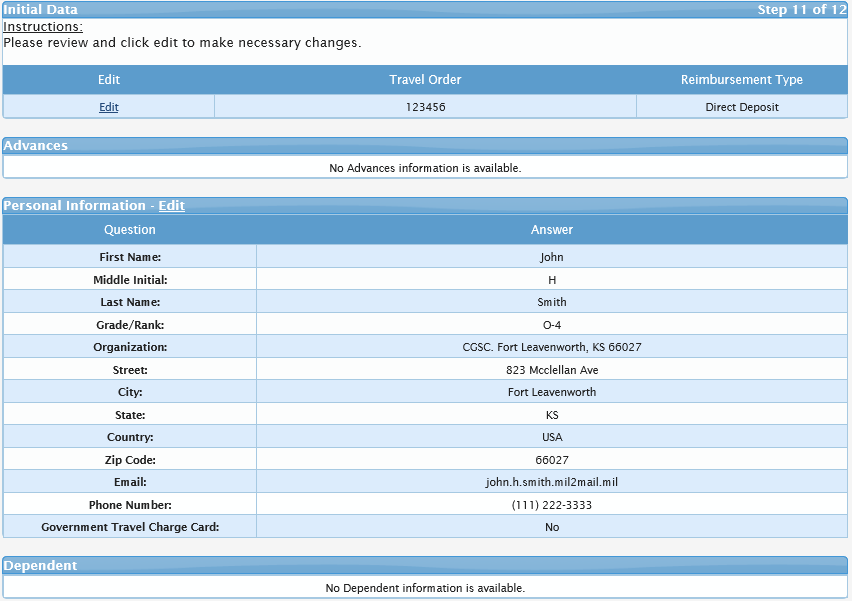 Initial Data Step 11 of 12
Instructions:
Please review and click edit to make necessary changes.
Edit Travel Order Reimbursement Type
Edit 123456 Direct Deposit
Advances
No Advances information is available.
Personal Information - Edit
Question Answer
First Name: John
Middle Initial: H
Last Name: Smith
Grade/Rank: O-4
Organization: CGSC. Fort Leavenworth, KS 66027
Street: 823 Mcclellan Ave
City: Fort Leavenworth
State: KS
Country: USA
Zip Code: 66027
Email: john.h.smith.mil2mail.mil
Phone Number: (111) 222-3333
Government Travel Charge Card: No
Dependent
No Dependent information is available.